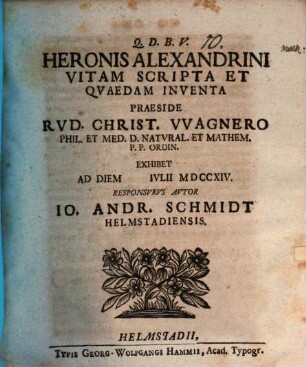 Q. D. B. V. 10.
HERONIS ALEXANDRINI
VITAM SCRIPTA ET
QVAEDAM INVENTA
PRAESIDE
RVD. CHRIST. VVAGNERO
PHIL. ET MED. D. NATVRAL. ET MATHEM.
P. P. ORDIN.
EXHIBET
AD DIEM IVLII MDCCXIV.
RESPONSVRVS AVTOR
IO. ANDR. SCHMIDT
HELMSTADIENSIS.
HELMSTADII,
Typis Georg-Wolfgangi Hammii, Acad. Typogr.